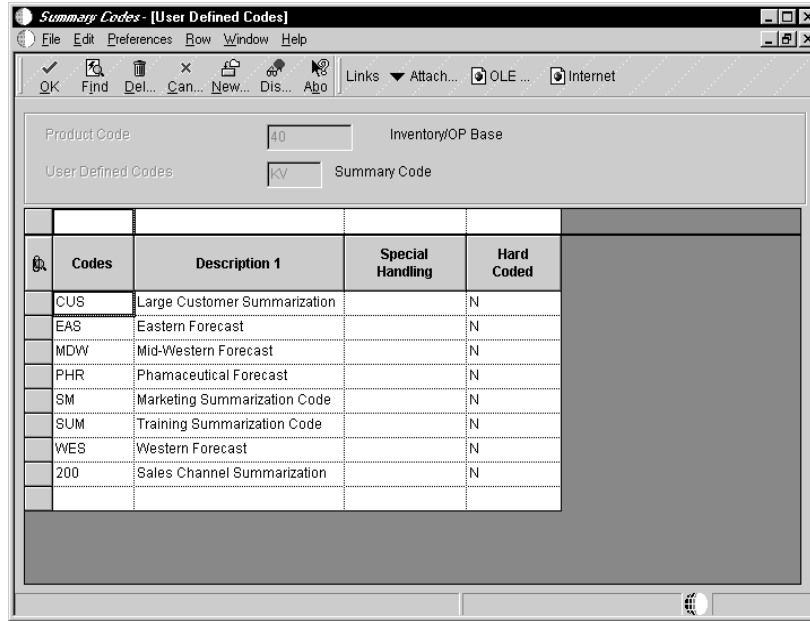 Summary Codes - [User Defined Codes]
File Edit Preferences Row Window Help
OK Find Del... Can... New... Dis... Abo Links Attach... OLE ... Internet
Product Code 40 Inventory/OP Base
User Defined Codes KV Summary Code
Codes Description 1 Special Handling Hard Coded
CUS Large Customer Summarization N
EAS Eastern Forecast N
MDW Mid-Western Forecast N
PHR Phamaceutical Forecast N
SM Marketing Summarization Code N
SUM Training Summarization Code N
WES Western Forecast N
200 Sales Channel Summarization N